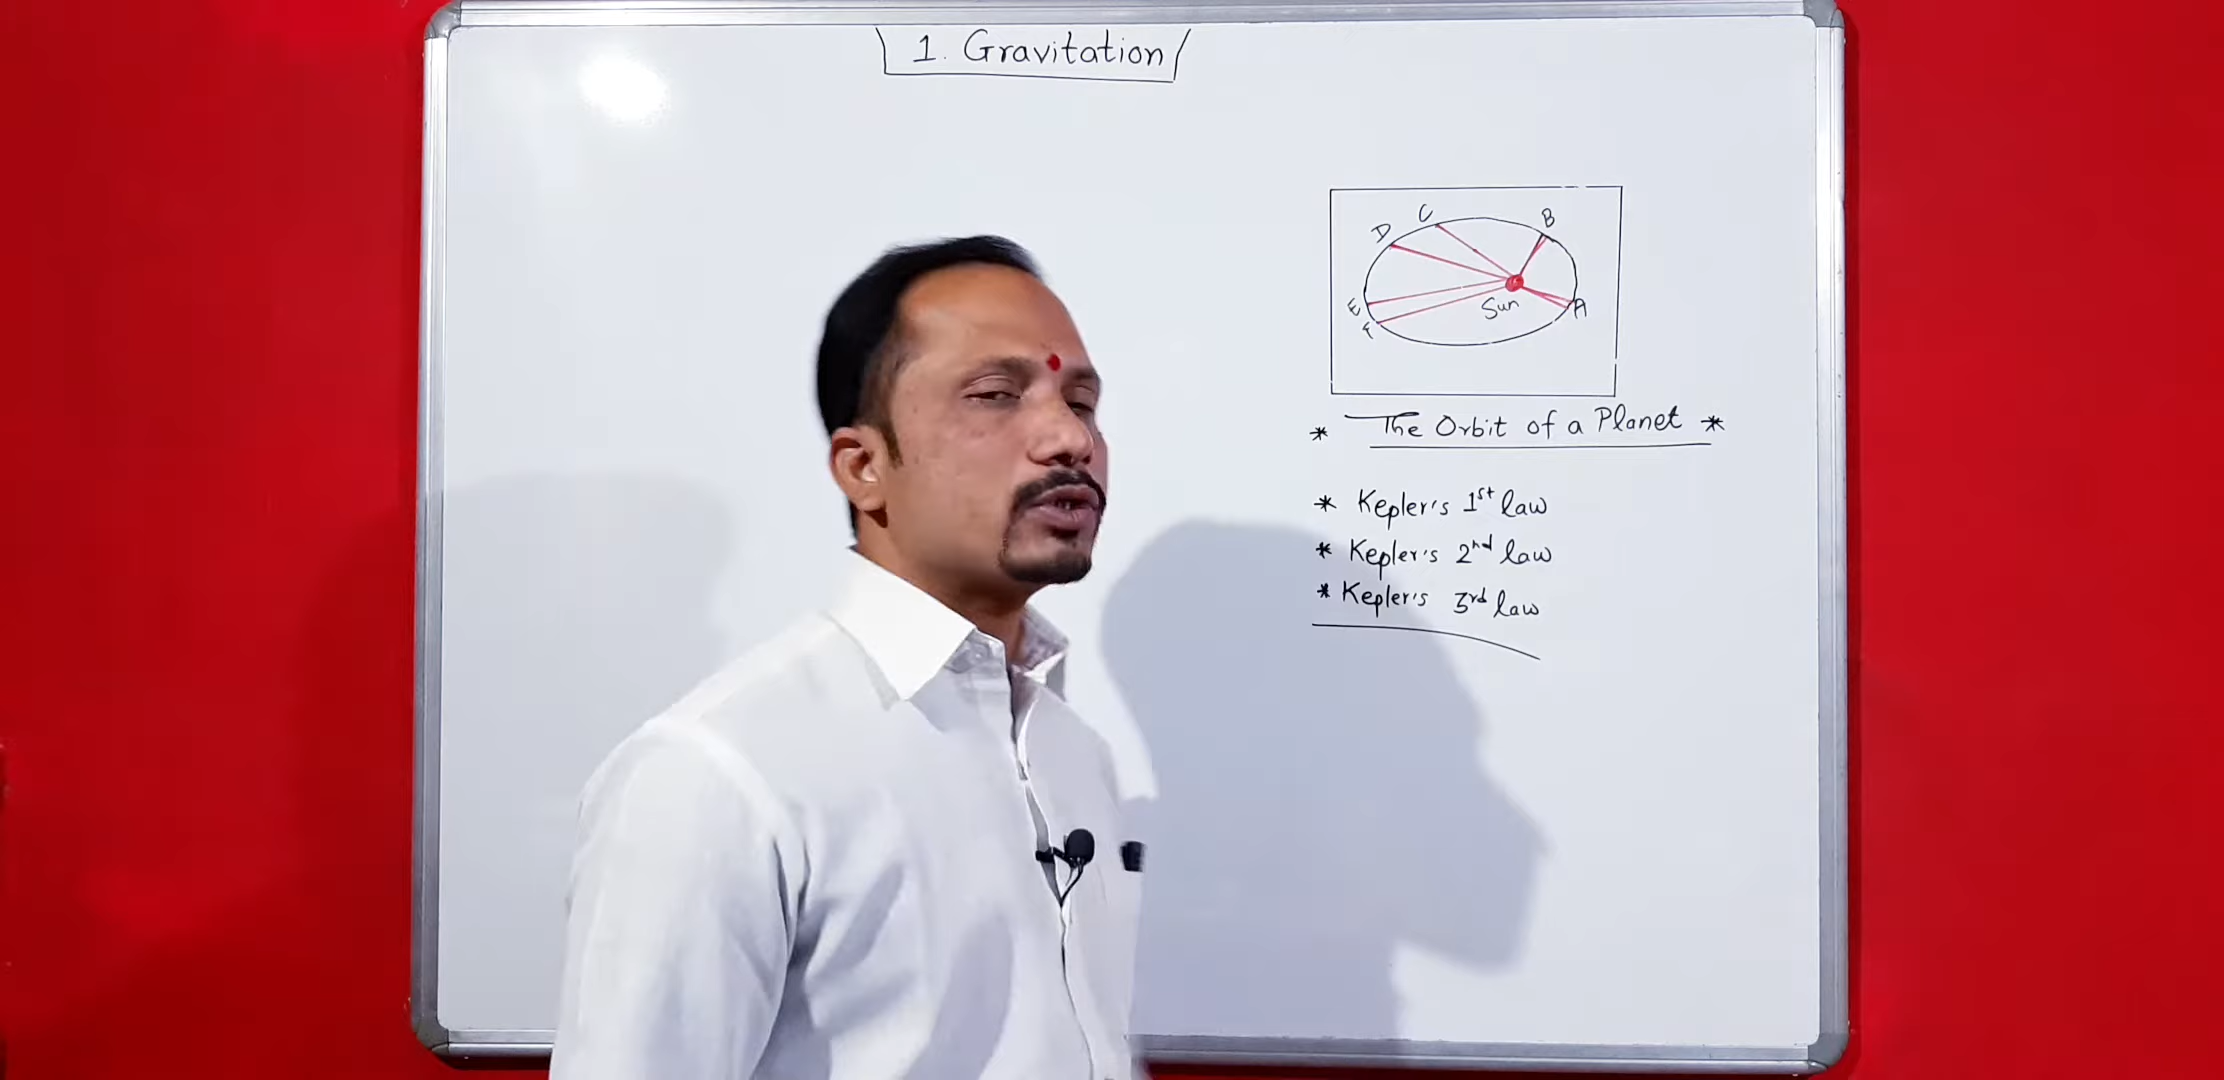 1. Gravitation
C
B
D
E
F
Sun
A
* The Orbit of a Planet *
* Kepler's 1st law
* Kepler's 2nd law
* Kepler's 3rd law